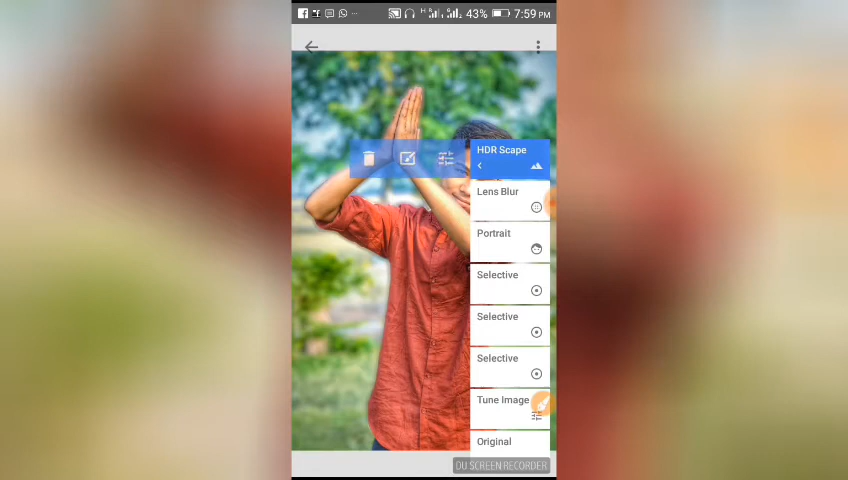 43% 7:59 PM
HDR Scape
Lens Blur
Portrait
Selective
Selective
Selective
Tune Image
Original
DU SCREEN RECORDER